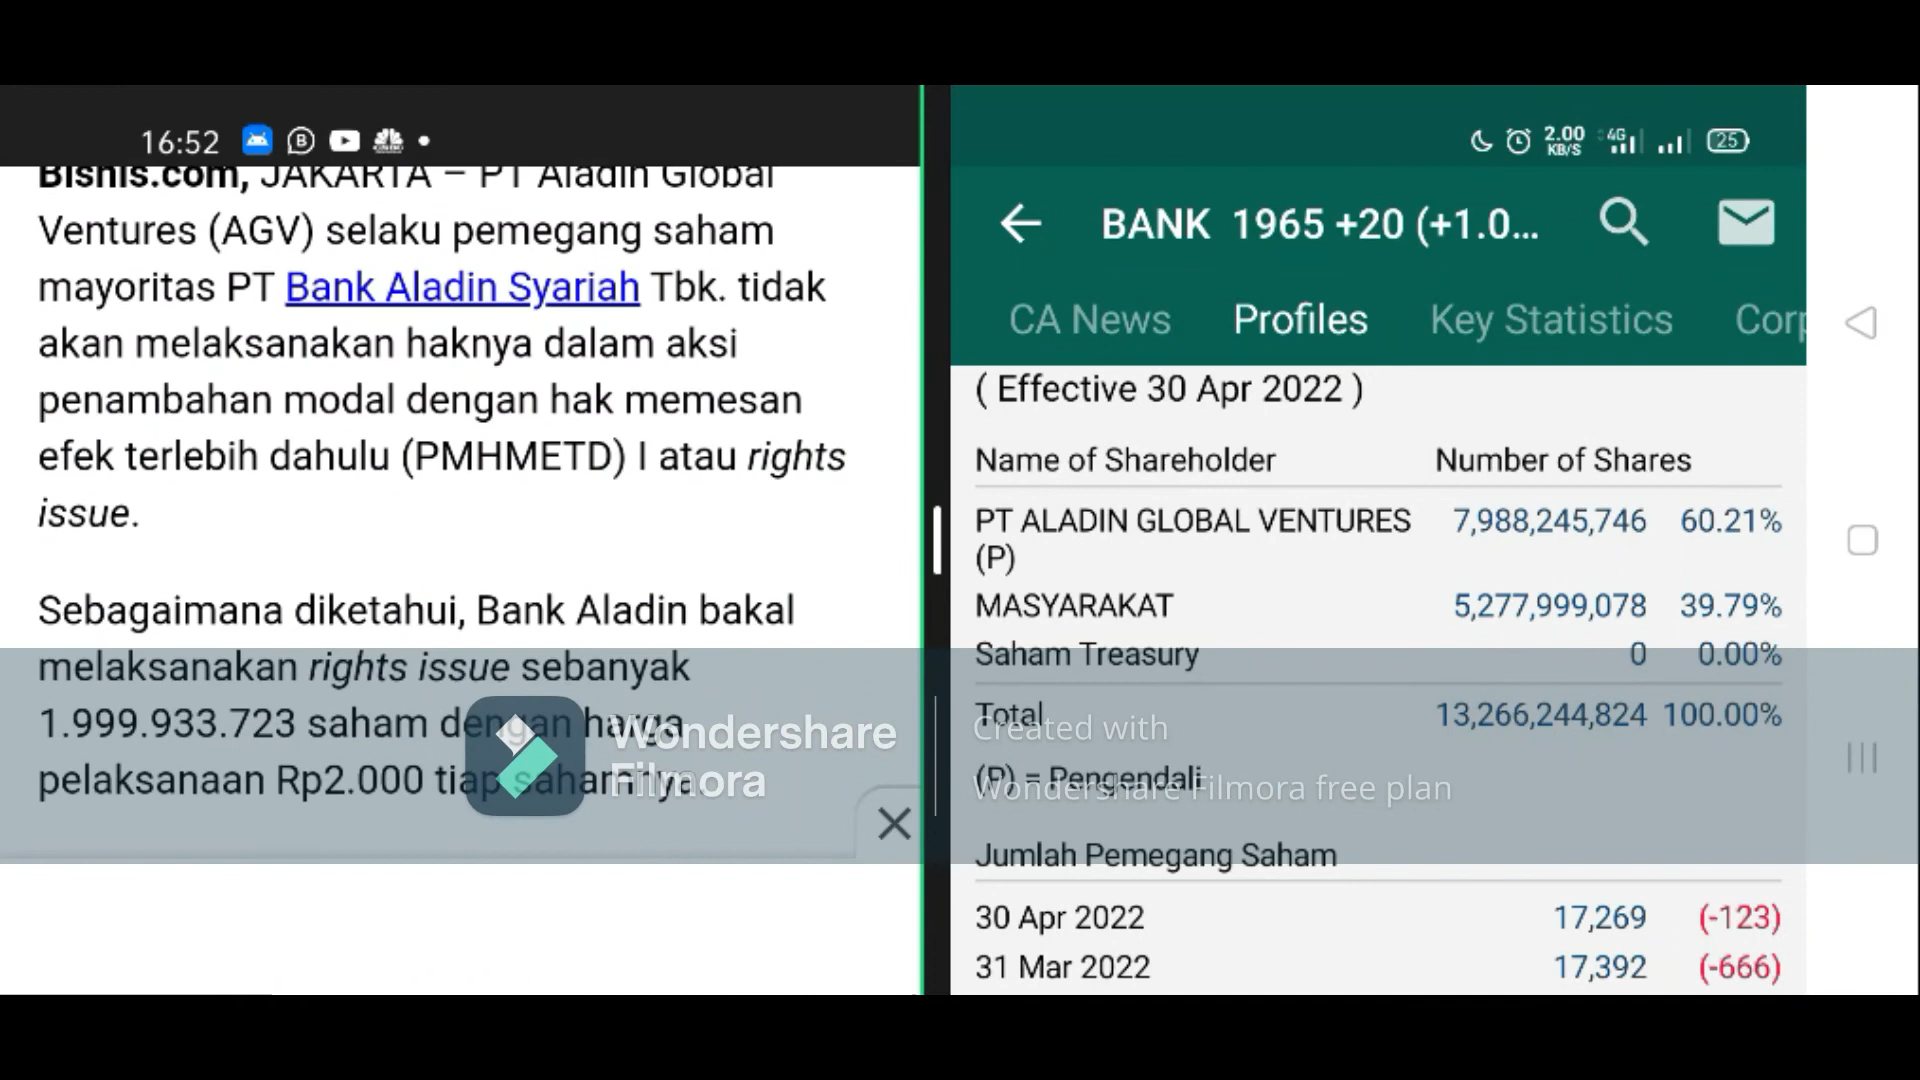 16:52
Bisnis.com, JAKARTA – PT Aladin Global
Ventures (AGV) selaku pemegang saham
mayoritas PT Bank Aladin Syariah Tbk. tidak
akan melaksanakan haknya dalam aksi
penambahan modal dengan hak memesan
efek terlebih dahulu (PMHMETD) I atau rights
issue.
Sebagaimana diketahui, Bank Aladin bakal
melaksanakan rights issue sebanyak
1.999.933.723 saham dengan harga
pelaksanaan Rp2.000 tiap sahamnya
Wondershare
Filmora
2.00
KB/S
4G
25
BANK 1965 +20 (+1.0...
CA News Profiles Key Statistics Corp
( Effective 30 Apr 2022 )
Name of Shareholder Number of Shares
PT ALADIN GLOBAL VENTURES 7,988,245,746 60.21%
(P)
MASYARAKAT 5,277,999,078 39.79%
Saham Treasury 0 0.00%
Total 13,266,244,824 100.00%
Created with
(P) = Pengendali
Wondershare Filmora free plan
Jumlah Pemegang Saham
30 Apr 2022 17,269 (-123)
31 Mar 2022 17,392 (-666)